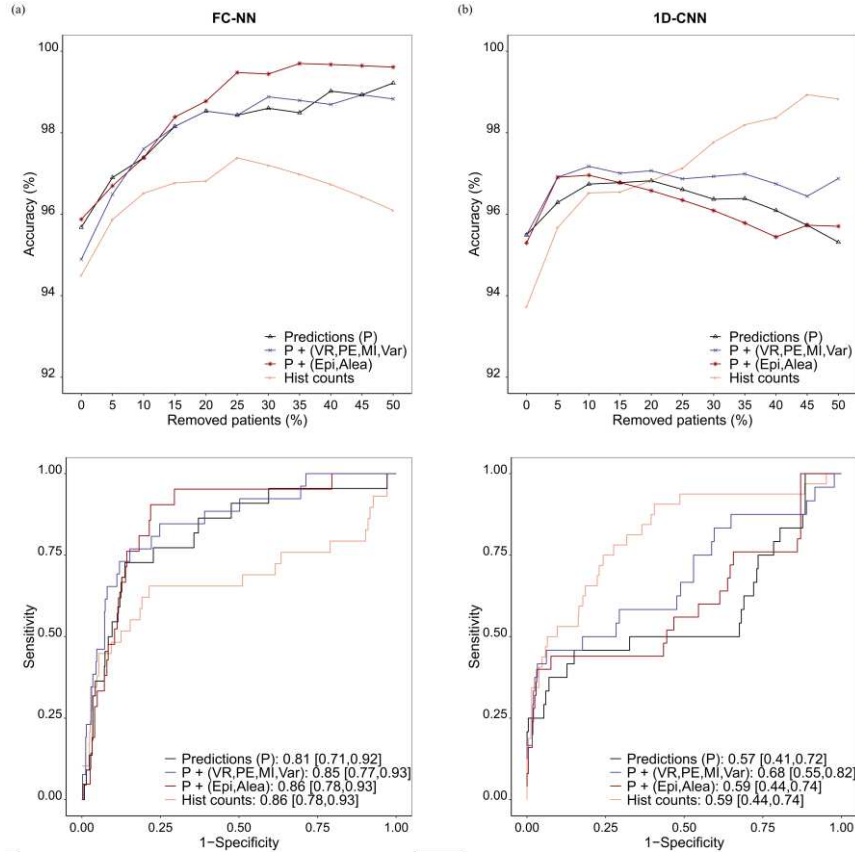 (a)
FC-NN
(b)
1D-CNN
100
98
96
94
92
Accuracy (%)
0 5 10 15 20 25 30 35 40 45 50
Removed patients (%)
Predictions (P)
P + (VR,PE,MI,Var)
P + (Epi,Alea)
Hist counts
100
98
96
94
92
Accuracy (%)
0 5 10 15 20 25 30 35 40 45 50
Removed patients (%)
Predictions (P)
P + (VR,PE,MI,Var)
P + (Epi,Alea)
Hist counts
1.00
0.75
0.50
0.25
0.00
Sensitivity
0.00 0.25 0.50 0.75 1.00
1−Specificity
Predictions (P): 0.81 [0.71,0.92]
P + (VR,PE,MI,Var): 0.85 [0.77,0.93]
P + (Epi,Alea): 0.86 [0.78,0.93]
Hist counts: 0.86 [0.78,0.93]
1.00
0.75
0.50
0.25
0.00
Sensitivity
0.00 0.25 0.50 0.75 1.00
1−Specificity
Predictions (P): 0.57 [0.41,0.72]
P + (VR,PE,MI,Var): 0.68 [0.55,0.82]
P + (Epi,Alea): 0.59 [0.44,0.74]
Hist counts: 0.59 [0.44,0.74]